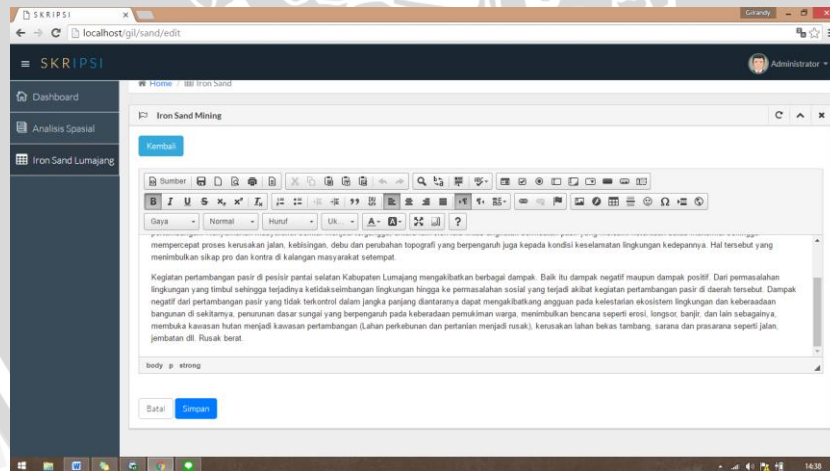 SKRIPSI
Girandy
localhost/gil/sand/edit
SKRIPSI
Administrator
Home / Iron Sand
Dashboard
Iron Sand Mining
Analisis Spasial
Kembali
Iron Sand Lumajang
Sumber
Gaya Normal Huruf Uk...
mempercepat proses kerusakan jalan, kebisingan, debu dan perubahan topografi yang berpengaruh juga kepada kondisi keselamatan lingkungan kedepannya. Hal tersebut yang
menimbulkan sikap pro dan kontra di kalangan masyarakat setempat.
Kegiatan pertambangan pasir di pesisir pantai selatan Kabupaten Lumajang mengakibatkan berbagai dampak. Baik itu dampak negatif maupun dampak positif. Dari permasalahan
lingkungan yang timbul sehingga terjadinya ketidakseimbangan lingkungan hingga ke permasalahan sosial yang terjadi akibat kegiatan pertambangan pasir di daerah tersebut. Dampak
negatif dari pertambangan pasir yang tidak terkontrol dalam jangka panjang diantaranya dapat mengakibatkang angguan pada kelestarian ekosistem lingkungan dan keberaadaan
bangunan di sekitarnya, penurunan dasar sungai yang berpengaruh pada keberadaan pemukiman warga, menimbulkan bencana seperti erosi, longsor, banjir, dan lain sebagainya,
membuka kawasan hutan menjadi kawasan pertambangan (Lahan perkebunan dan pertanian menjadi rusak), kerusakan lahan bekas tambang, sarana dan prasarana seperti jalan,
jembatan dll. Rusak berat.
body p strong
Batal Simpan
14:38